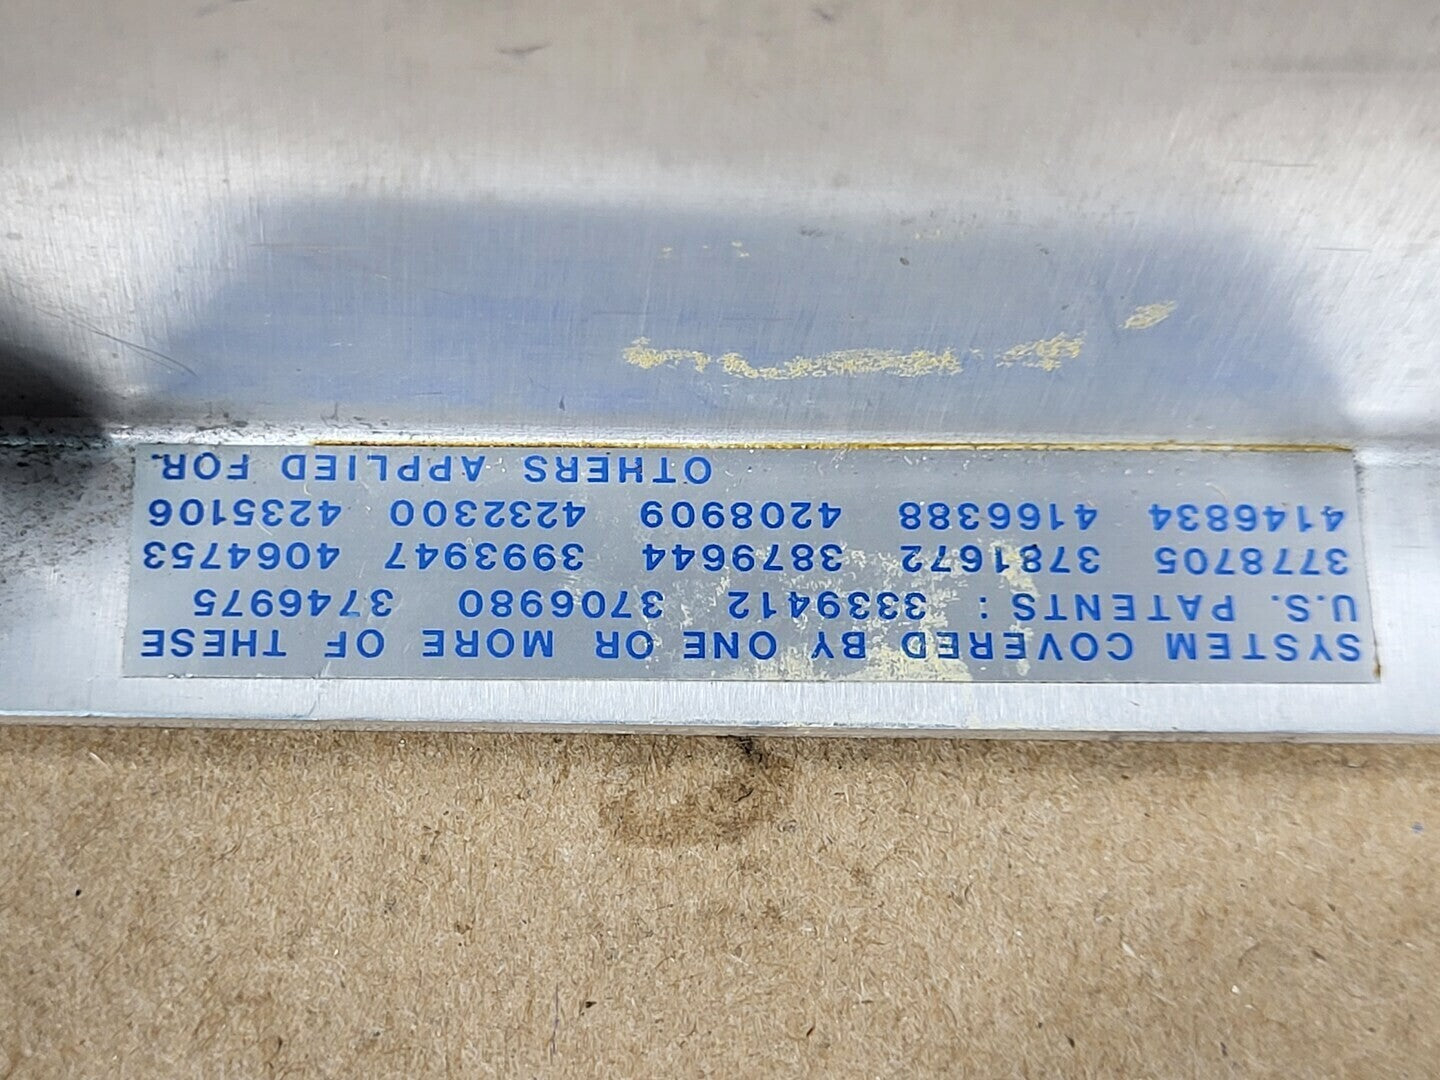 SYSTEM COVERED BY ONE OR MORE OF THESE
U.S. PATENTS: 3339412 3706980 3746975
3778705 3781672 3879644 3993947 4064753
4146834 4166388 4208909 4232300 4235106
OTHERS APPLIED FOR.